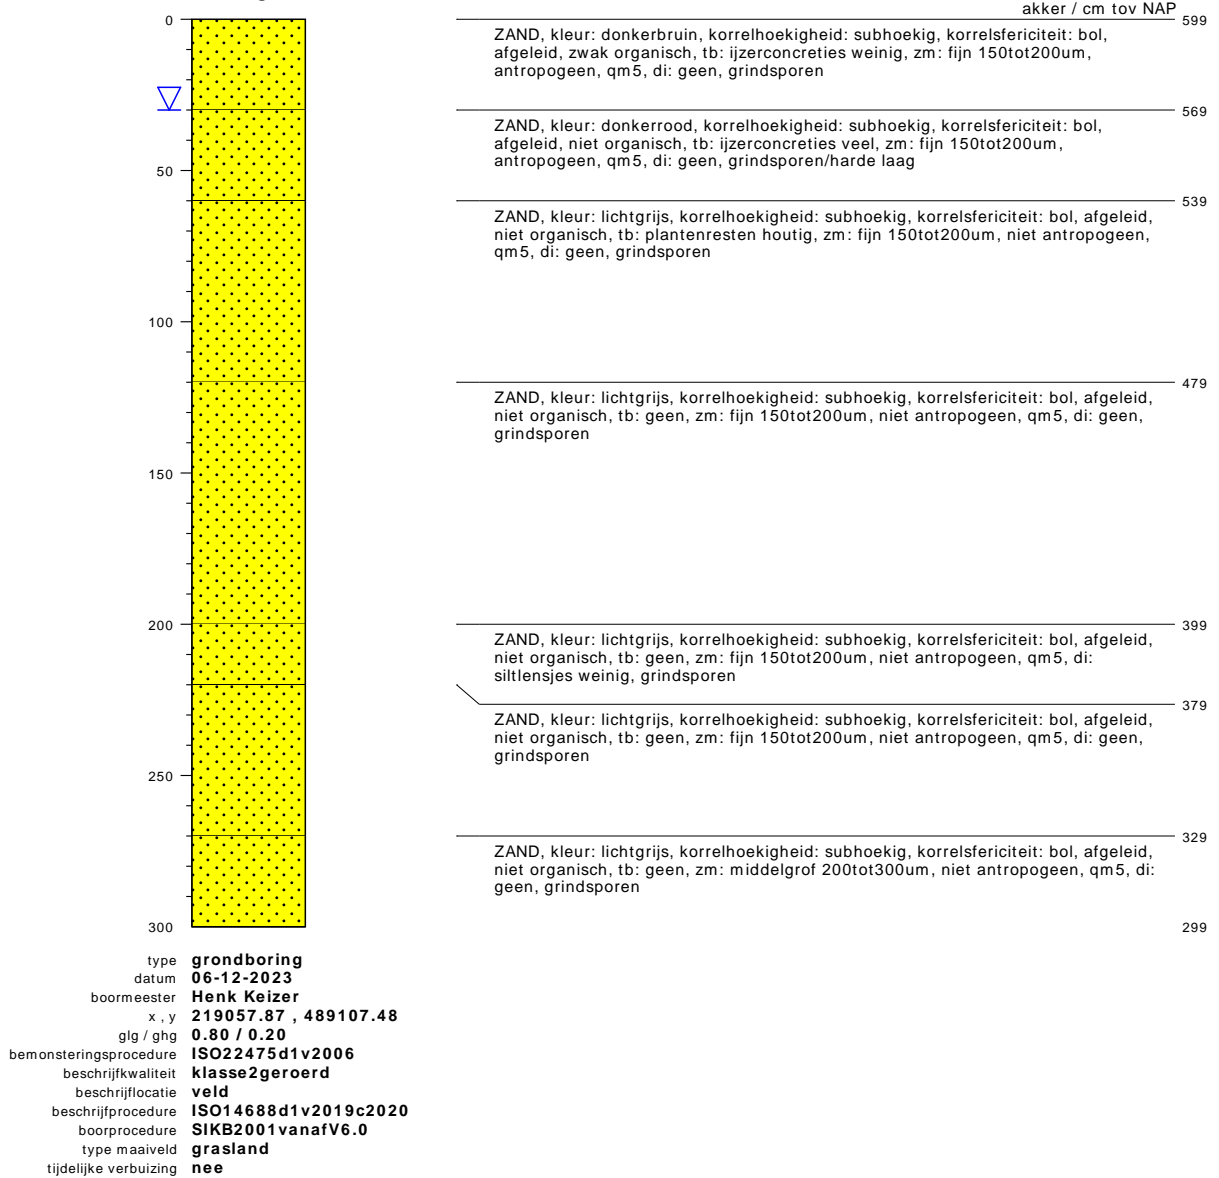 akker / cm tov NAP
0
599
ZAND, kleur: donkerbruin, korrelhoekigheid: subhoekig, korrelsfericiteit: bol,
afgeleid, zwak organisch, tb: ijzerconcreties weinig, zm: fijn 150tot200um,
antropogeen, qm5, di: geen, grindsporen
569
ZAND, kleur: donkerrood, korrelhoekigheid: subhoekig, korrelsfericiteit: bol,
afgeleid, niet organisch, tb: ijzerconcreties veel, zm: fijn 150tot200um,
antropogeen, qm5, di: geen, grindsporen/harde laag
50
539
ZAND, kleur: lichtgrijs, korrelhoekigheid: subhoekig, korrelsfericiteit: bol, afgeleid,
niet organisch, tb: plantenresten houtig, zm: fijn 150tot200um, niet antropogeen,
qm5, di: geen, grindsporen
100
479
ZAND, kleur: lichtgrijs, korrelhoekigheid: subhoekig, korrelsfericiteit: bol, afgeleid,
niet organisch, tb: geen, zm: fijn 150tot200um, niet antropogeen, qm5, di: geen,
grindsporen
150
200
399
ZAND, kleur: lichtgrijs, korrelhoekigheid: subhoekig, korrelsfericiteit: bol, afgeleid,
niet organisch, tb: geen, zm: fijn 150tot200um, niet antropogeen, qm5, di:
siltlensjes weinig, grindsporen
379
ZAND, kleur: lichtgrijs, korrelhoekigheid: subhoekig, korrelsfericiteit: bol, afgeleid,
niet organisch, tb: geen, zm: fijn 150tot200um, niet antropogeen, qm5, di: geen,
grindsporen
250
329
ZAND, kleur: lichtgrijs, korrelhoekigheid: subhoekig, korrelsfericiteit: bol, afgeleid,
niet organisch, tb: geen, zm: middelgrof 200tot300um, niet antropogeen, qm5, di:
geen, grindsporen
300
299
type grondboring
datum 06-12-2023
boormeester Henk Keizer
x , y 219057.87 , 489107.48
glg / ghg 0.80 / 0.20
bemonsteringsprocedure ISO22475d1v2006
beschrijfkwaliteit klasse2geroerd
beschrijflocatie veld
beschrijfprocedure ISO14688d1v2019c2020
boorprocedure SIKB2001vanafV6.0
type maaiveld grasland
tijdelijke verbuizing nee